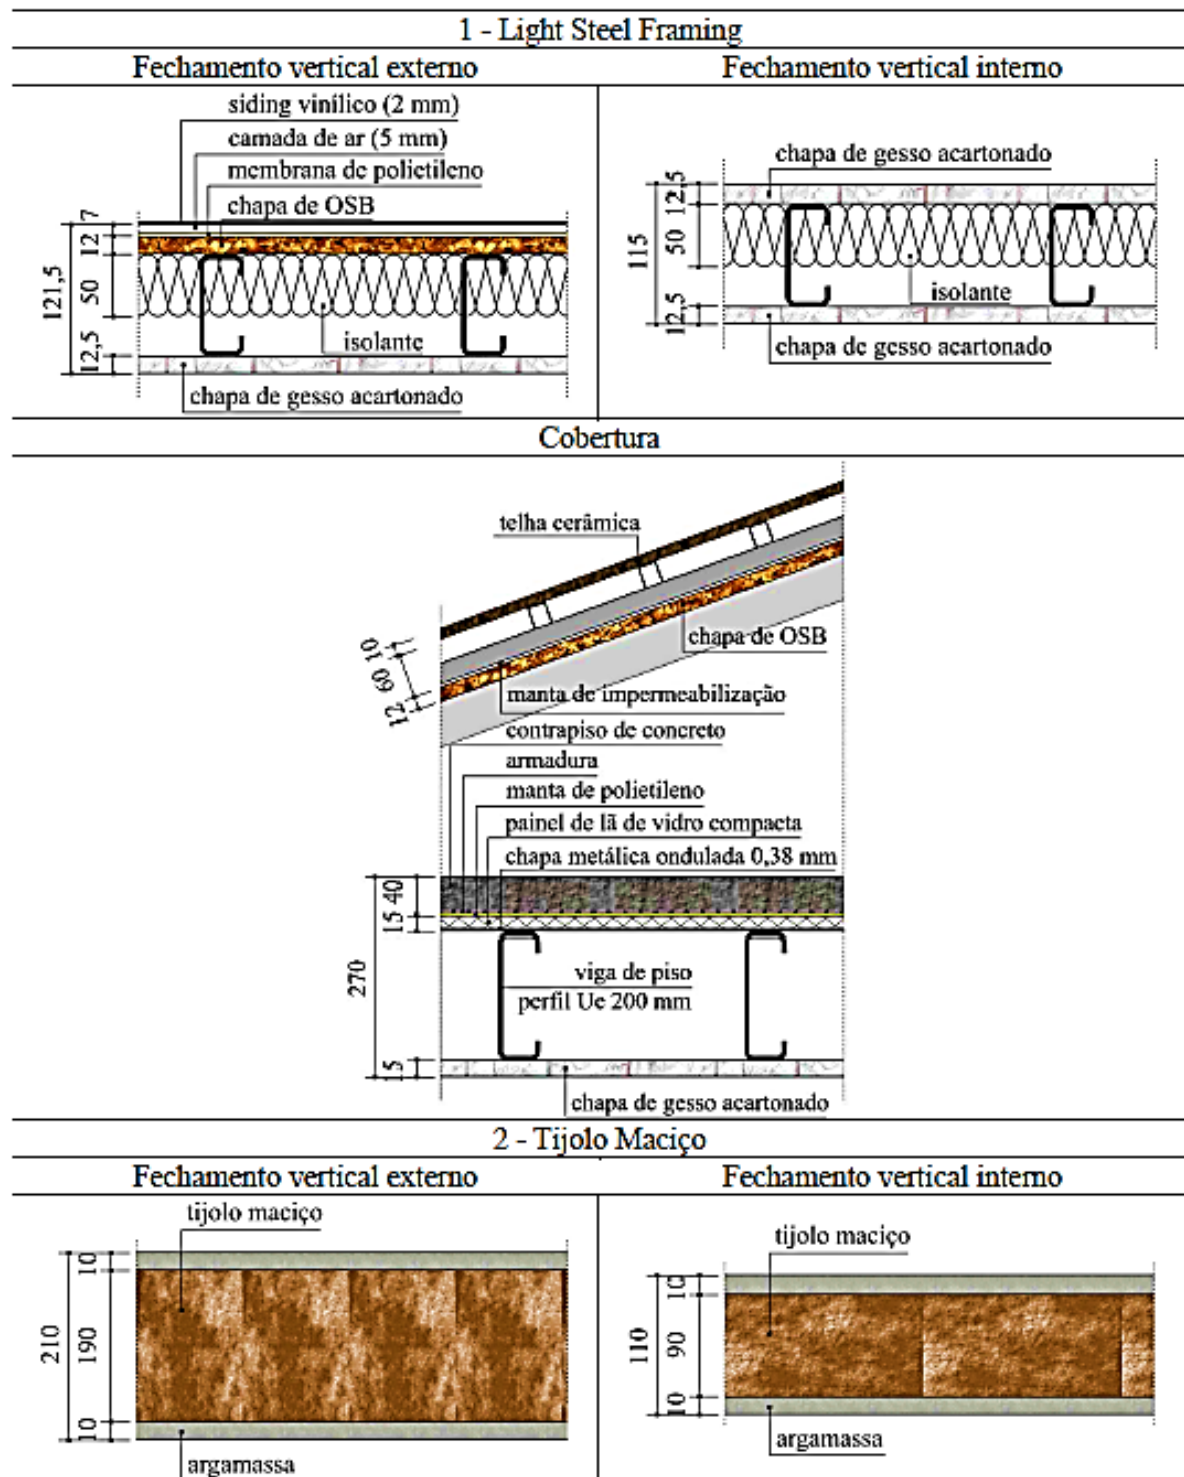 1 - Light Steel Framing
Fechamento vertical externo
Fechamento vertical interno
siding vinílico (2 mm)
camada de ar (5 mm)
membrana de polietileno
chapa de OSB
121,5
7
12
50
12,5
isolante
chapa de gesso acartonado
chapa de gesso acartonado
115
12,5
50
12,5
isolante
chapa de gesso acartonado
Cobertura
telha cerâmica
10
60
12
chapa de OSB
manta de impermeabilização
contrapiso de concreto
armadura
manta de polietileno
painel de lã de vidro compacta
chapa metálica ondulada 0,38 mm
270
40
15
viga de piso
perfil Ue 200 mm
15
chapa de gesso acartonado
2 - Tijolo Maciço
Fechamento vertical externo
Fechamento vertical interno
tijolo maciço
210
10
190
10
argamassa
tijolo maciço
110
10
90
10
argamassa